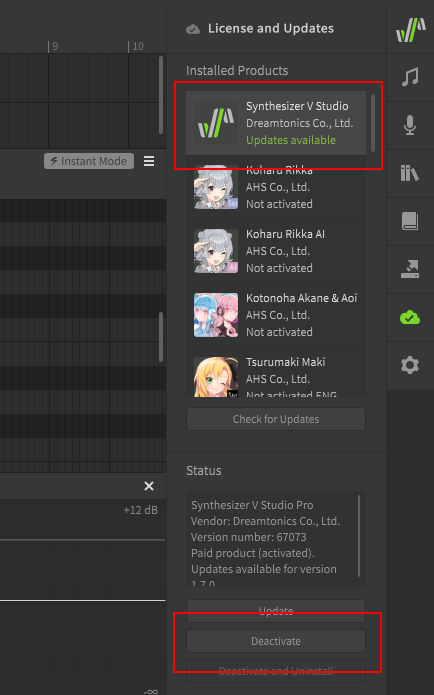 9
10
License and Updates
Installed Products
Synthesizer V Studio
Dreamtonics Co., Ltd.
Updates available
Instant Mode
Koharu Rikka
AHS Co., Ltd.
Not activated
Koharu Rikka AI
AHS Co., Ltd.
Not activated
AI
Kotonoha Akane & Aoi
AHS Co., Ltd.
Not activated
Tsurumaki Maki
AHS Co., Ltd.
Not activated ENG
Check for Updates
Status
+12 dB
Synthesizer V Studio Pro
Vendor: Dreamtonics Co., Ltd.
Version number: 67073
Paid product (activated).
Updates available for version
1.7.0
Update
Deactivate
Deactivate and Uninstall
-∞